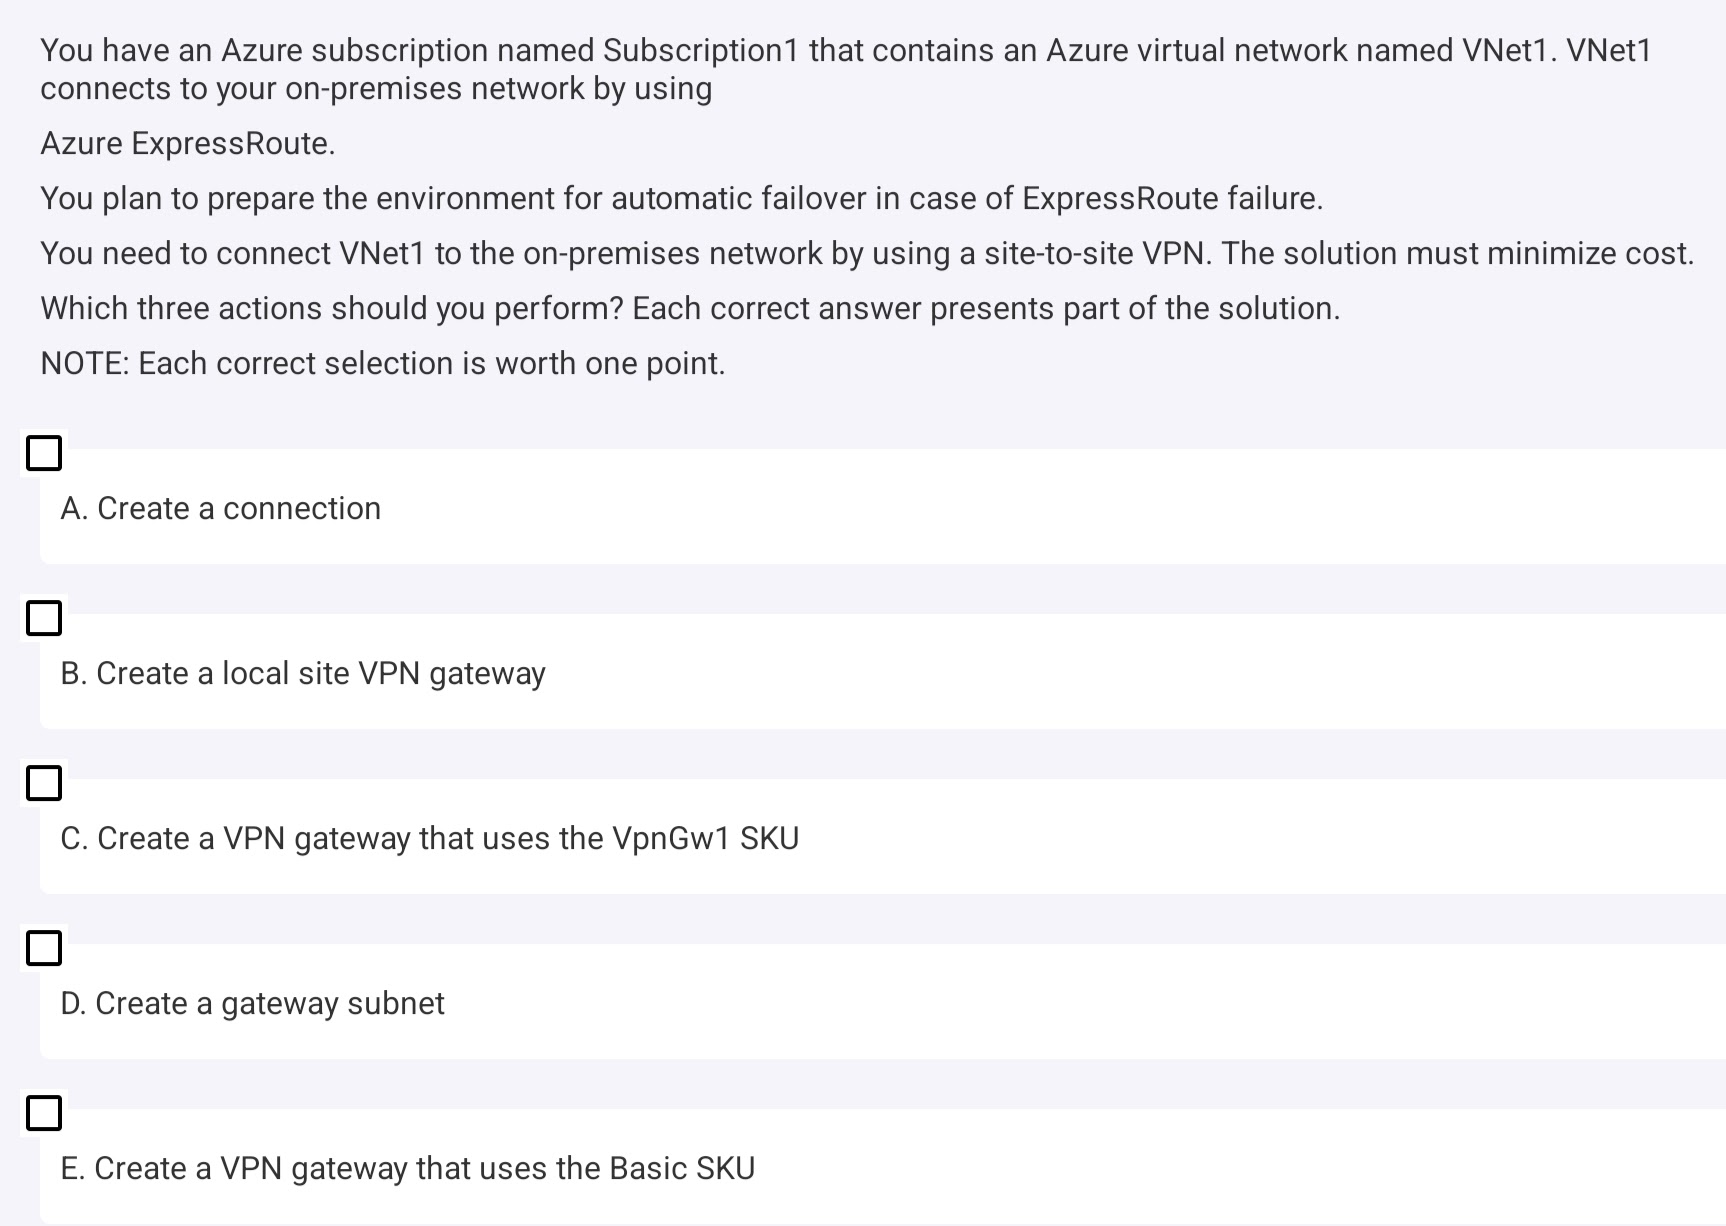 You have an Azure subscription named Subscription1 that contains an Azure virtual network named VNet1. VNet1
connects to your on-premises network by using
Azure ExpressRoute.
You plan to prepare the environment for automatic failover in case of ExpressRoute failure.
You need to connect VNet1 to the on-premises network by using a site-to-site VPN. The solution must minimize cost.
Which three actions should you perform? Each correct answer presents part of the solution.
NOTE: Each correct selection is worth one point.
A. Create a connection
B. Create a local site VPN gateway
C. Create a VPN gateway that uses the VpnGw1 SKU
D. Create a gateway subnet
E. Create a VPN gateway that uses the Basic SKU